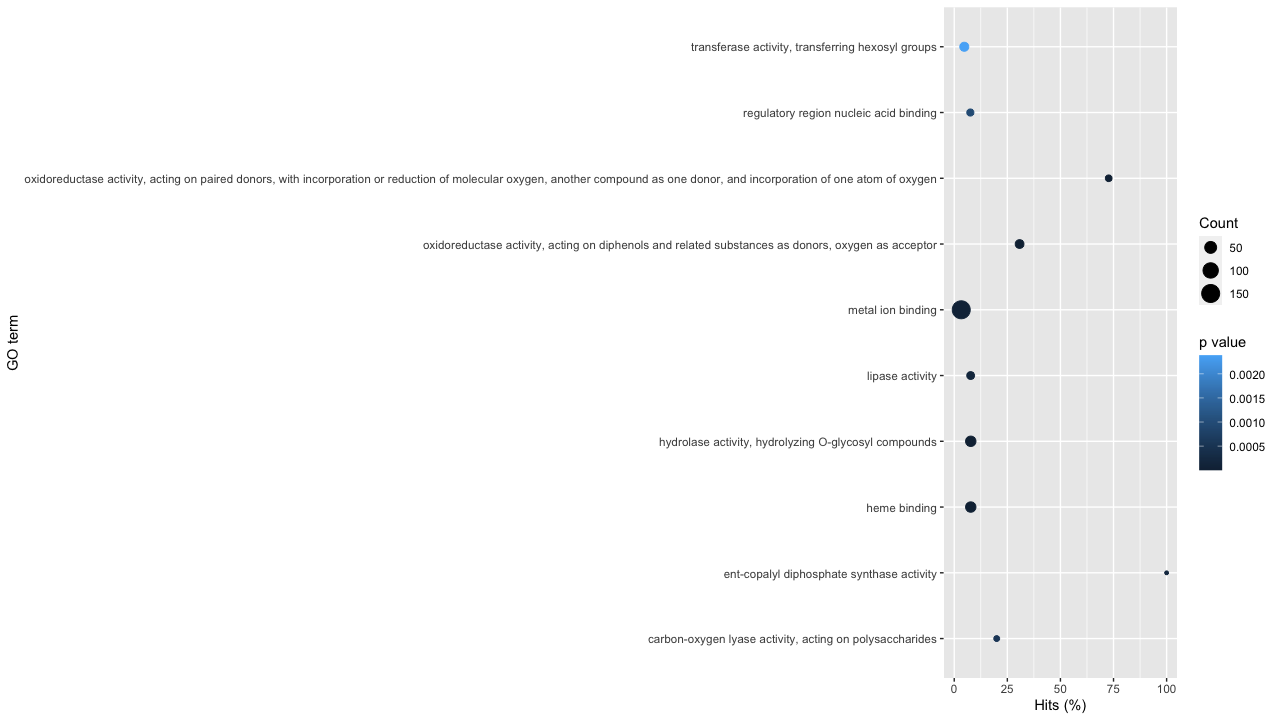 transferase activity, transferring hexosyl groups
regulatory region nucleic acid binding
oxidoreductase activity, acting on paired donors, with incorporation or reduction of molecular oxygen, another compound as one donor, and incorporation of one atom of oxygen
oxidoreductase activity, acting on diphenols and related substances as donors, oxygen as acceptor
metal ion binding
lipase activity
hydrolase activity, hydrolyzing O-glycosyl compounds
heme binding
ent-copalyl diphosphate synthase activity
carbon-oxygen lyase activity, acting on polysaccharides
GO term
0 25 50 75 100
Hits (%)
Count
50
100
150
p value
0.0020
0.0015
0.0010
0.0005